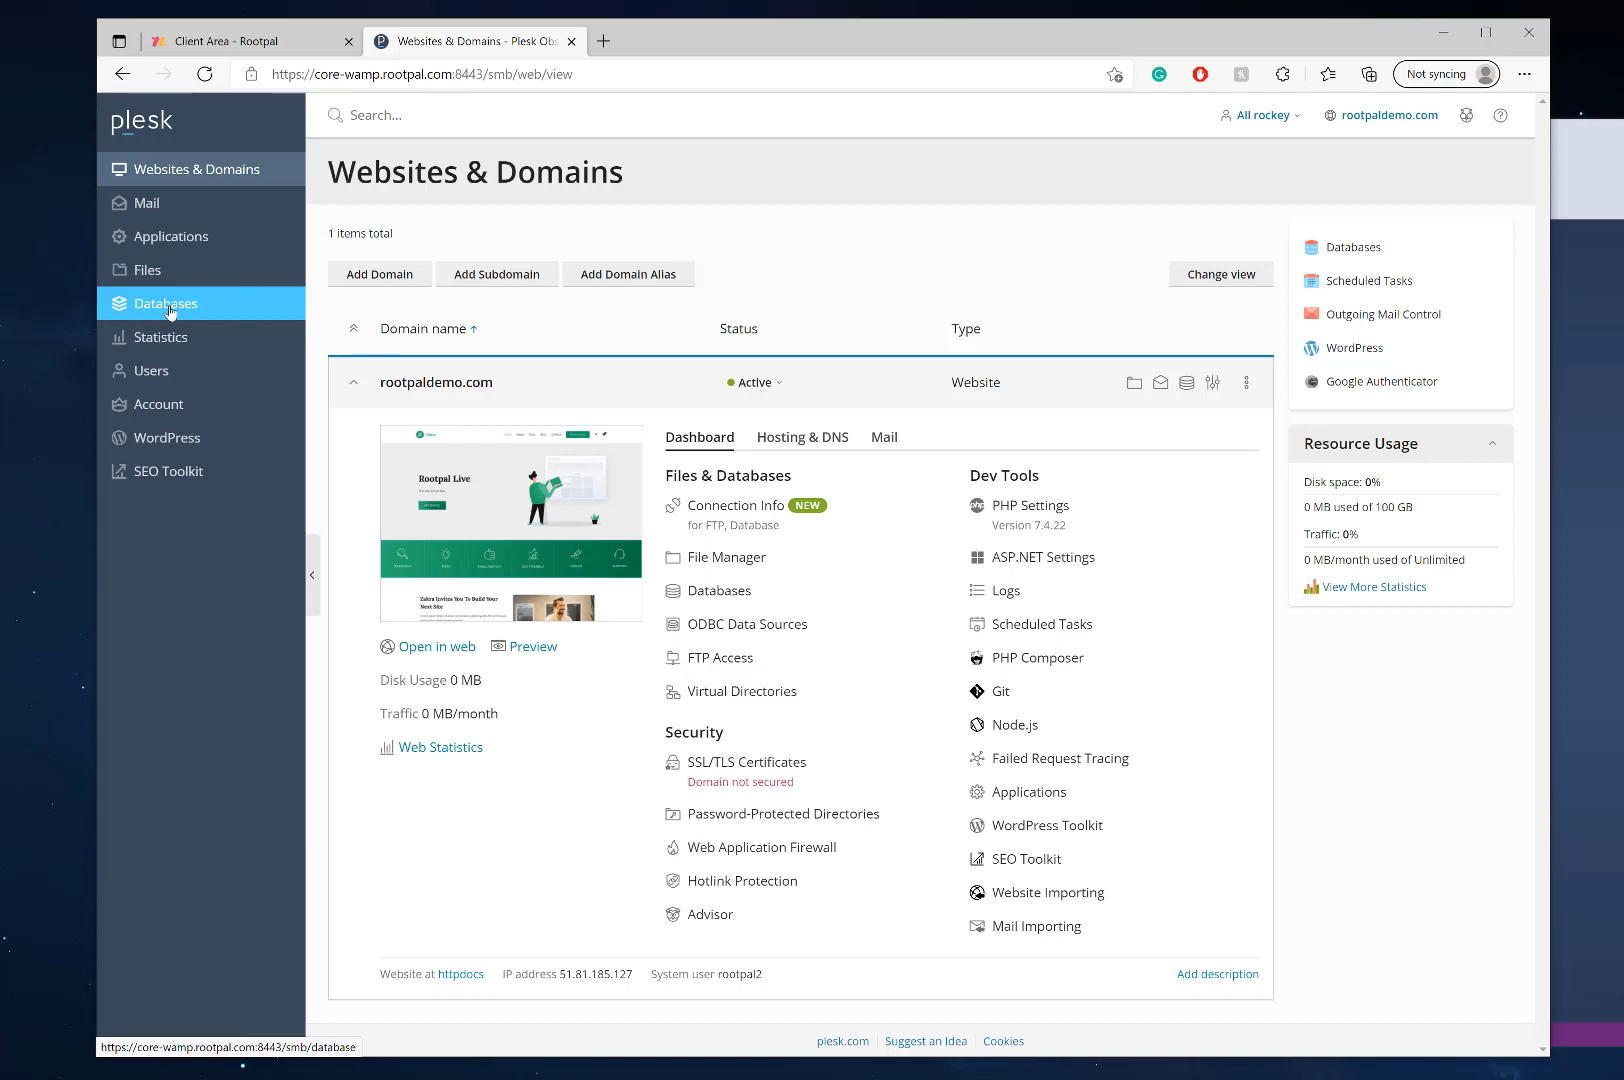 Client Area - Rootpal
Websites & Domains - Plesk Obs
https://core-wamp.rootpal.com:8443/smb/web/view
Not syncing
plesk
Search...
All rockey
rootpaldemo.com
Websites & Domains
Mail
Applications
Files
Databases
Statistics
Users
Account
WordPress
SEO Toolkit
Websites & Domains
1 items total
Add Domain
Add Subdomain
Add Domain Alias
Change view
Domain name ↑
Status
Type
rootpaldemo.com
Active
Website
Rootpal Live
Zakra Invites You To Build Your
Next Site
Open in web
Preview
Disk Usage 0 MB
Traffic 0 MB/month
Web Statistics
Dashboard
Hosting & DNS
Mail
Files & Databases
Connection Info NEW
for FTP, Database
File Manager
Databases
ODBC Data Sources
FTP Access
Virtual Directories
Security
SSL/TLS Certificates
Domain not secured
Password-Protected Directories
Web Application Firewall
Hotlink Protection
Advisor
Dev Tools
php
PHP Settings
Version 7.4.22
ASP.NET Settings
Logs
Scheduled Tasks
PHP Composer
Git
Node.js
Failed Request Tracing
Applications
WordPress Toolkit
SEO Toolkit
Website Importing
Mail Importing
Website at httpdocs
IP address 51.81.185.127
System user rootpal2
Add description
Databases
Scheduled Tasks
Outgoing Mail Control
WordPress
Google Authenticator
Resource Usage
Disk space: 0%
0 MB used of 100 GB
Traffic: 0%
0 MB/month used of Unlimited
View More Statistics
plesk.com
Suggest an Idea
Cookies
https://core-wamp.rootpal.com:8443/smb/database